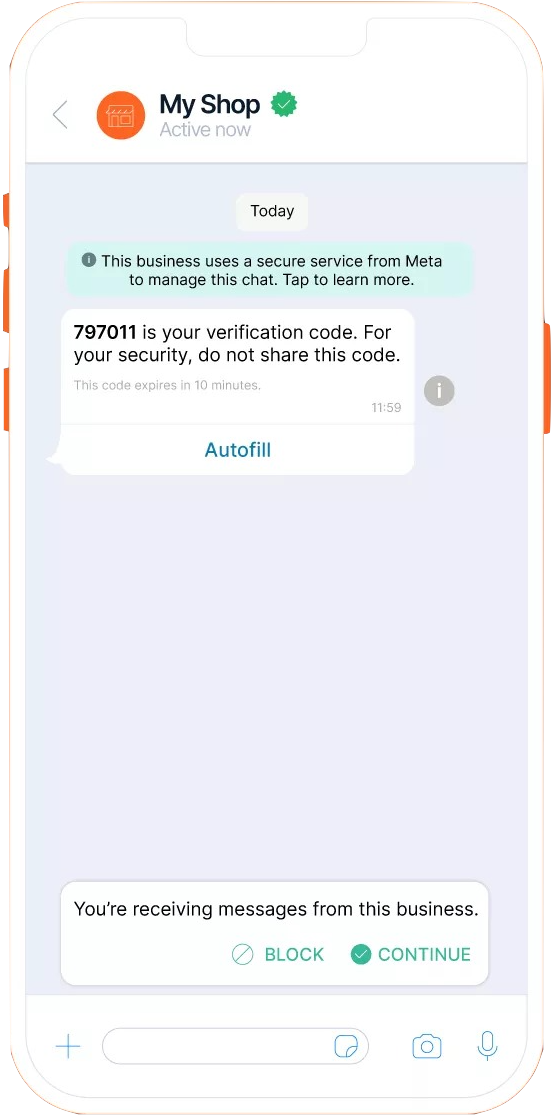 My Shop
Active now
Today
This business uses a secure service from Meta
to manage this chat. Tap to learn more.
797011 is your verification code. For
your security, do not share this code.
This code expires in 10 minutes.
11:59
Autofill
You’re receiving messages from this business.
BLOCK CONTINUE